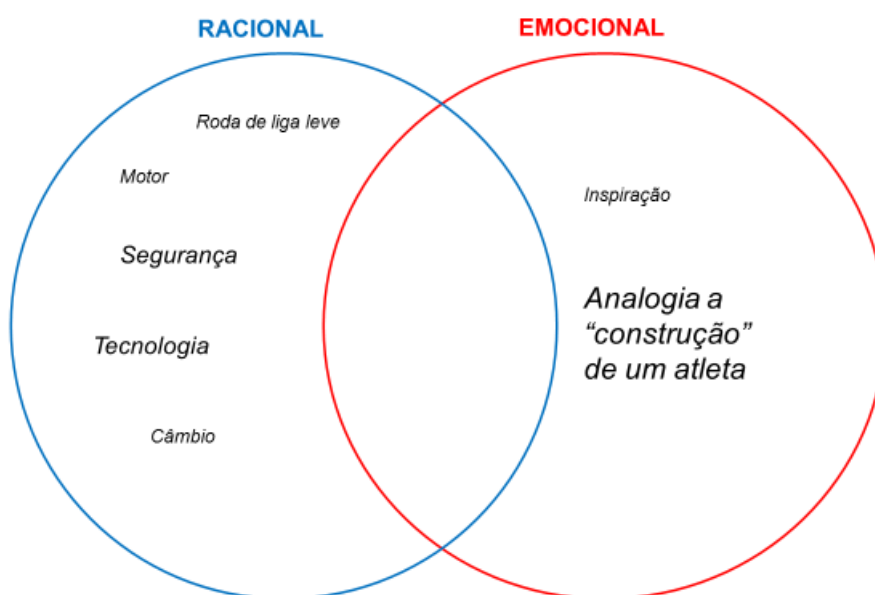 RACIONAL
EMOCIONAL
Roda de liga leve
Motor
Inspiração
Segurança
Analogia a
“construção”
de um atleta
Tecnologia
Câmbio